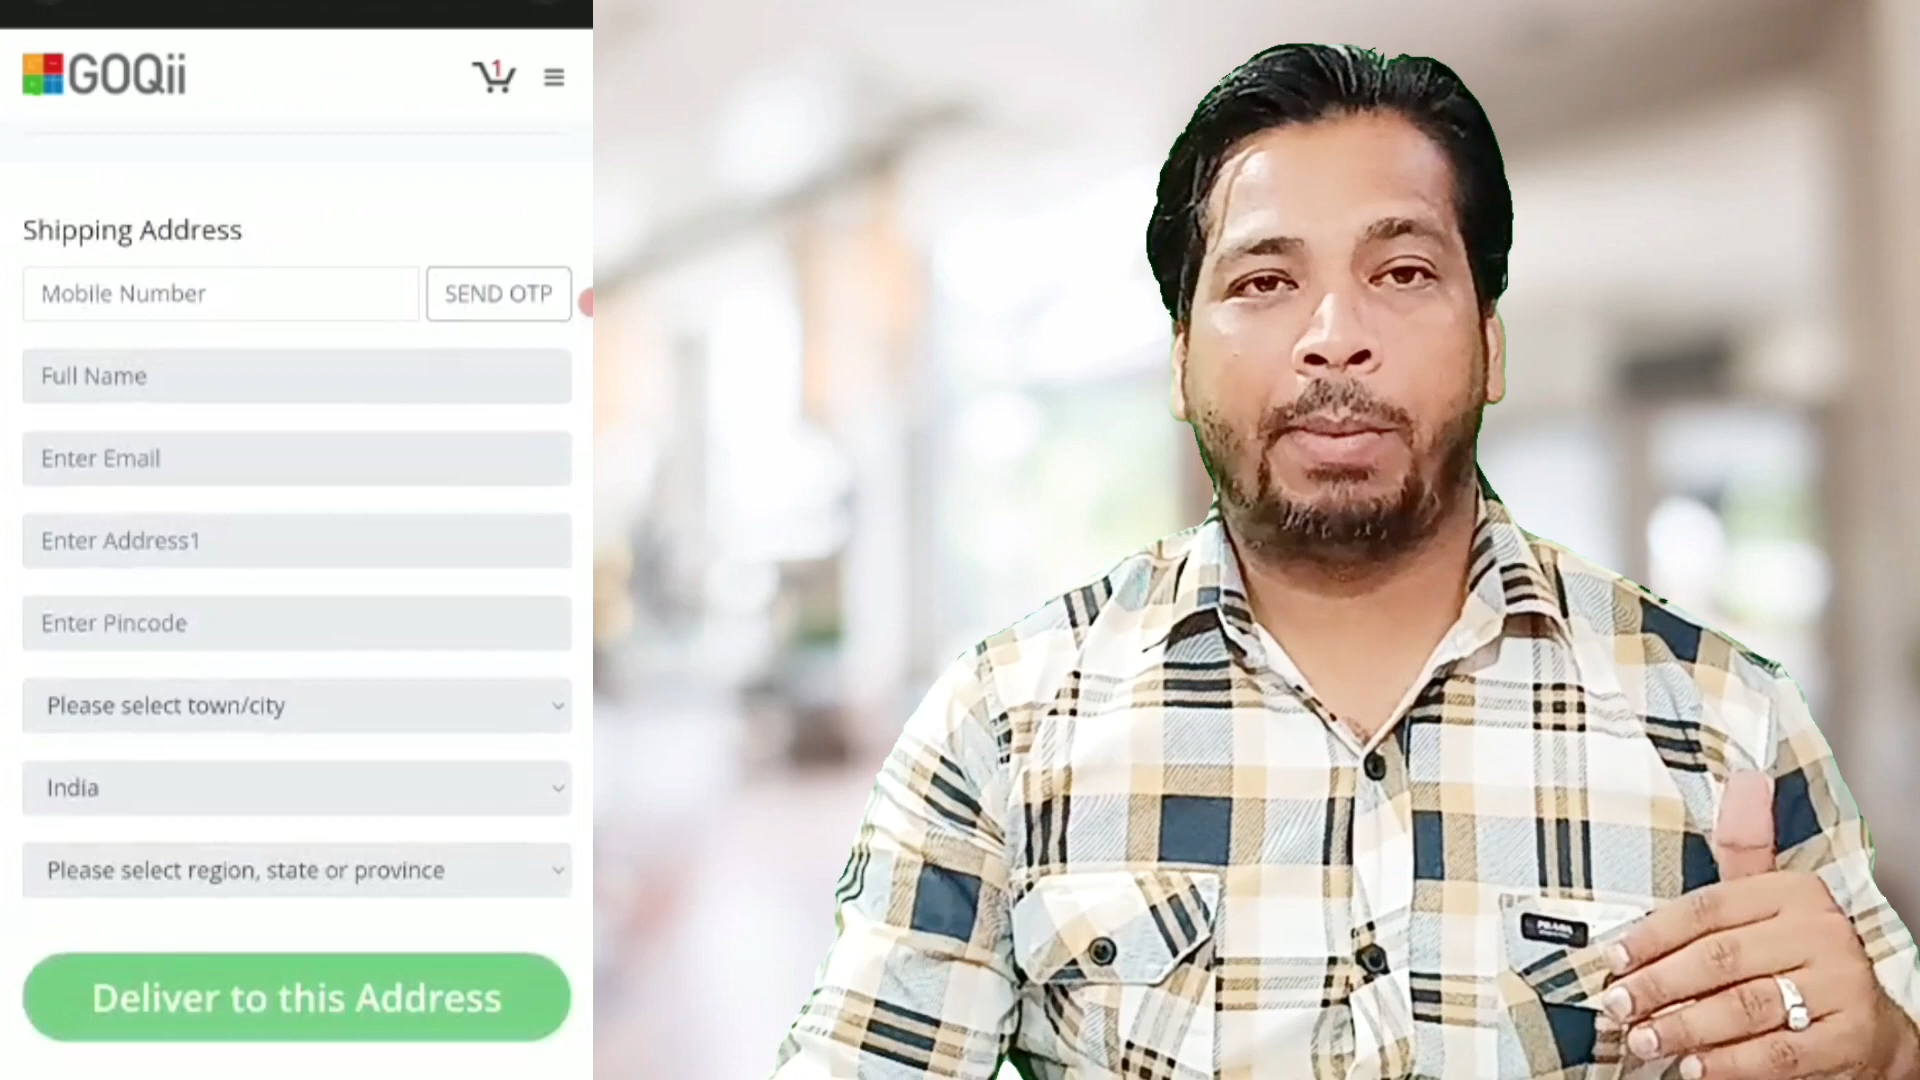 GOQii
1
Shipping Address
Mobile Number
SEND OTP
Full Name
Enter Email
Enter Address1
Enter Pincode
Please select town/city
India
Please select region, state or province
Deliver to this Address
PRADA